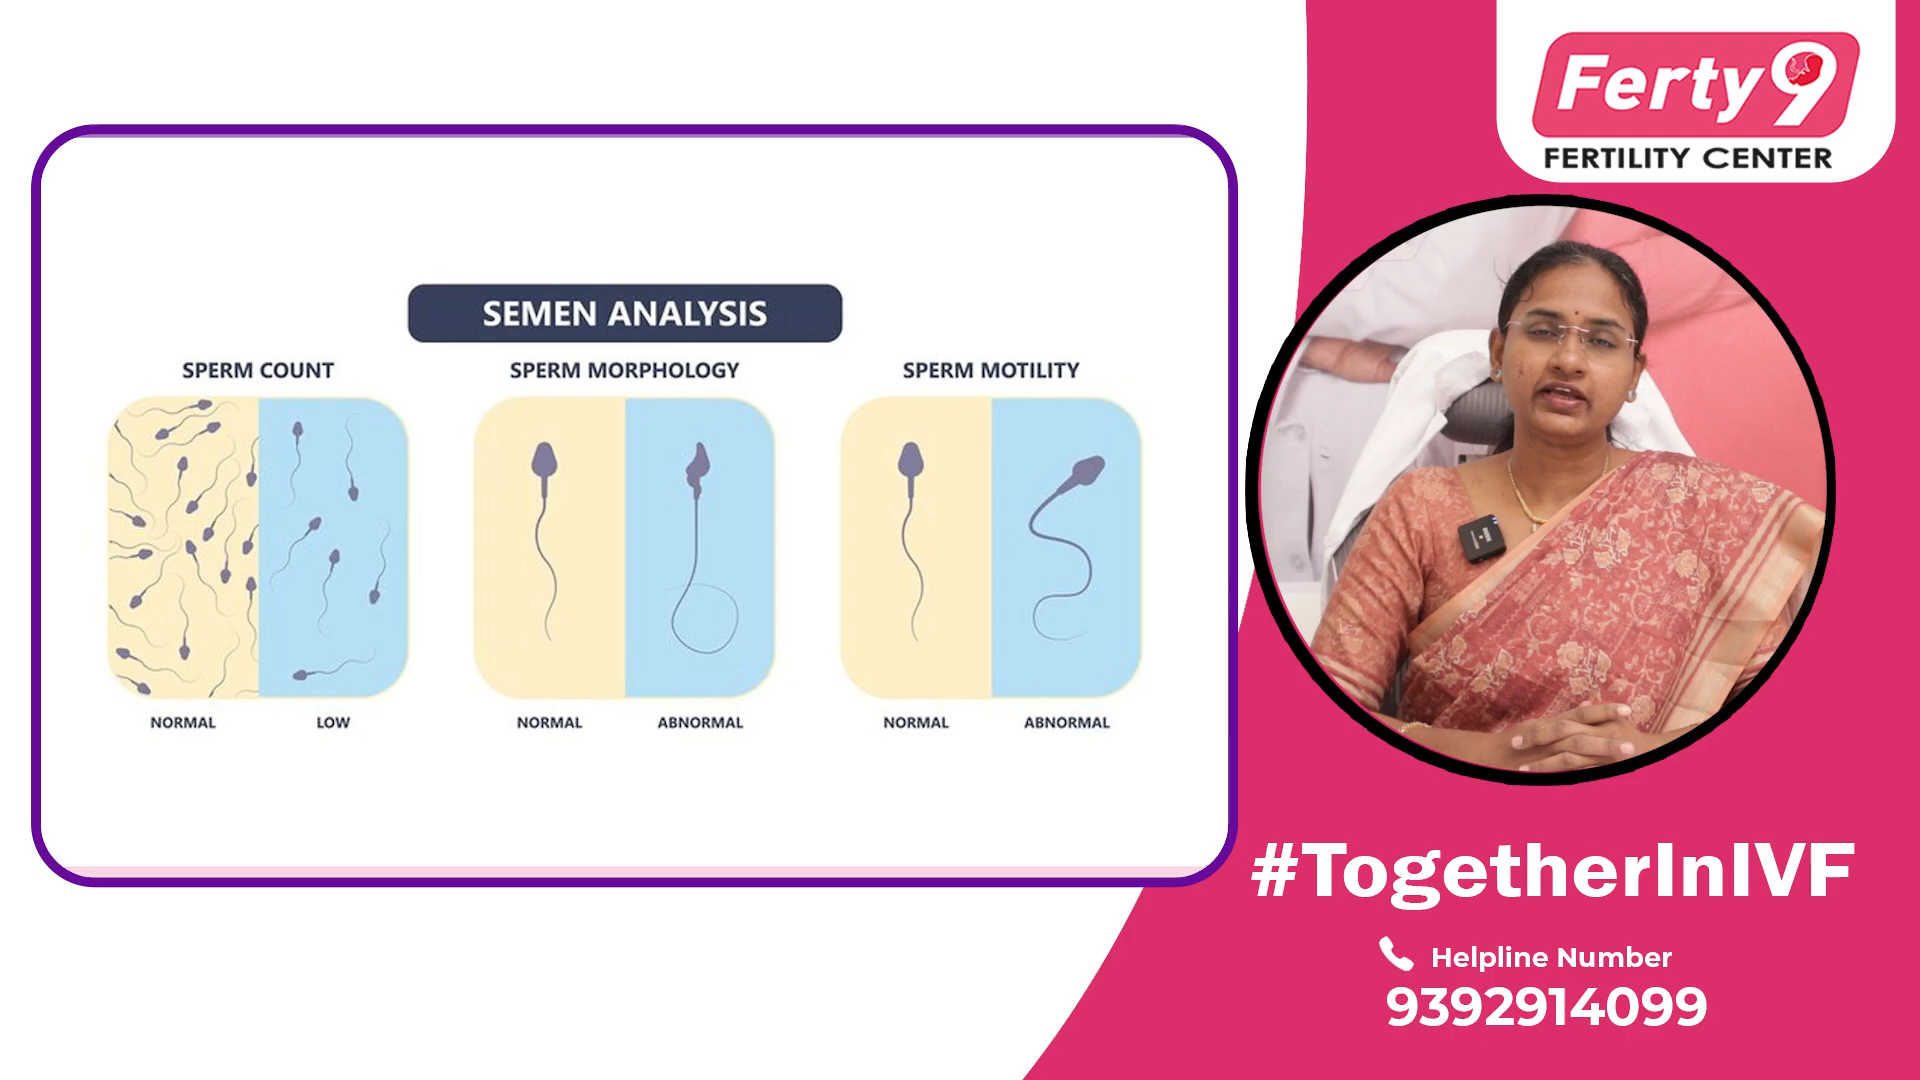 SEMEN ANALYSIS
SPERM COUNT
SPERM MORPHOLOGY
SPERM MOTILITY
NORMAL
LOW
NORMAL
ABNORMAL
NORMAL
ABNORMAL
Ferty9
FERTILITY CENTER
#TogetherInIVF
Helpline Number
9392914099